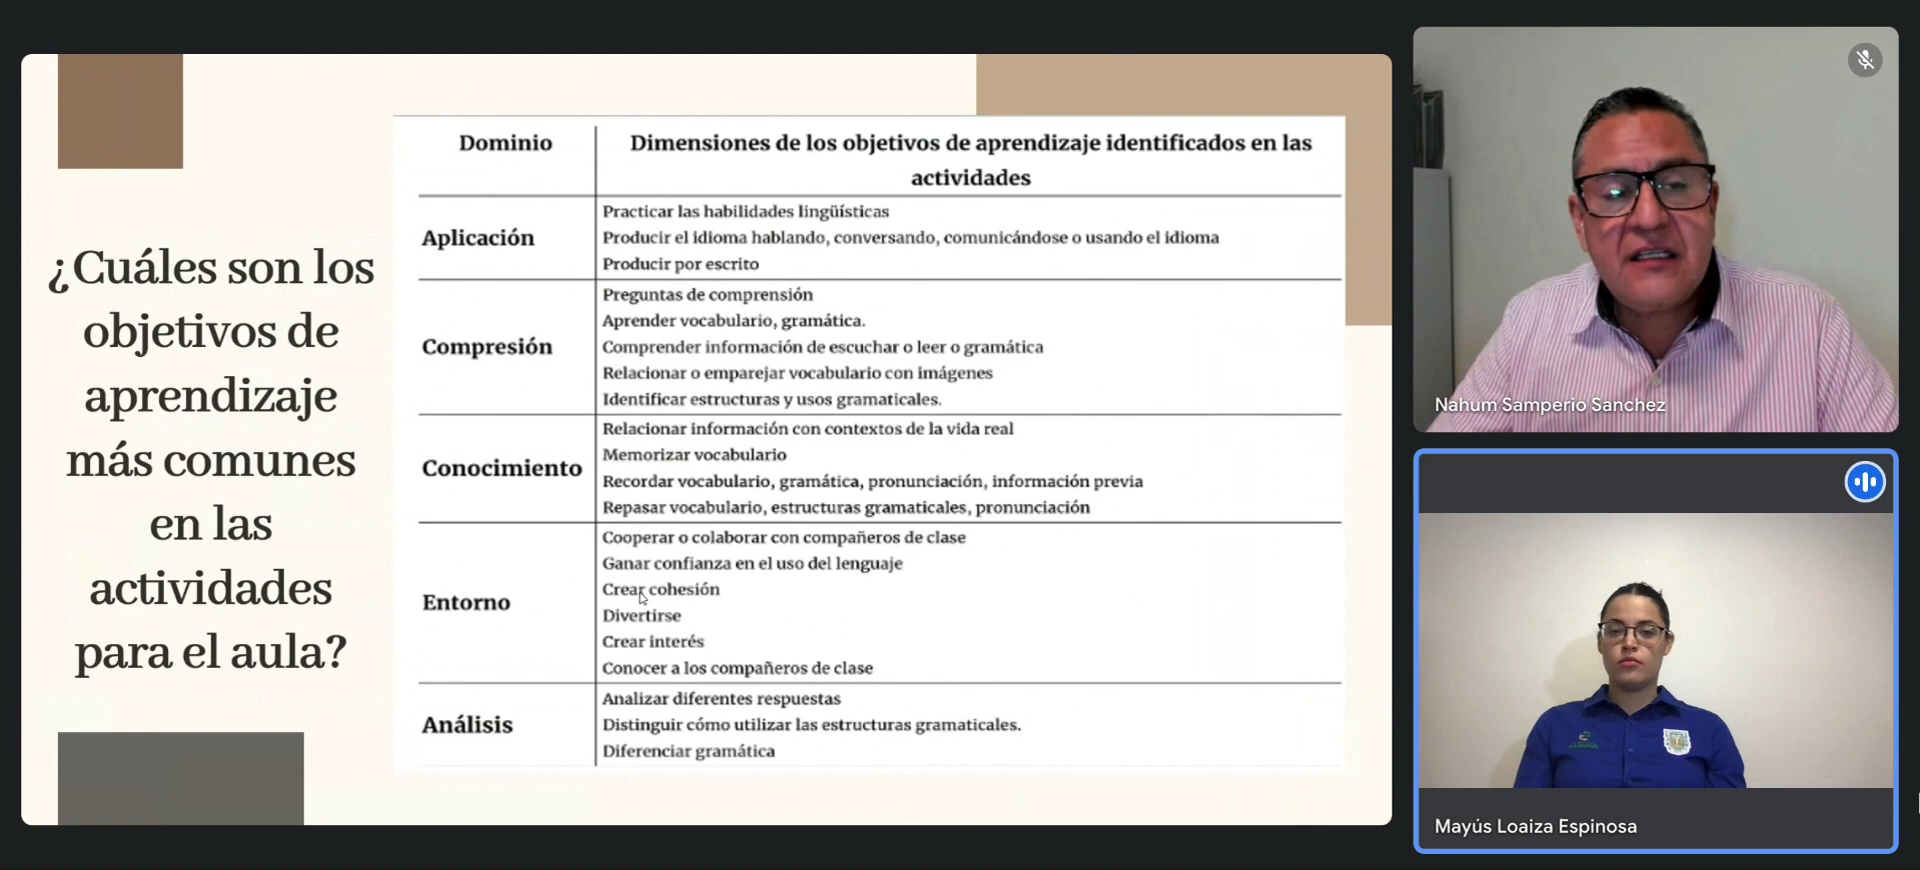 ¿Cuáles son los
objetivos de
aprendizaje
más comunes
en las
actividades
para el aula?
Dominio
Dimensiones de los objetivos de aprendizaje identificados en las
actividades
Aplicación
Practicar las habilidades lingüísticas
Producir el idioma hablando, conversando, comunicándose o usando el idioma
Producir por escrito
Compresión
Preguntas de comprensión
Aprender vocabulario, gramática.
Comprender información de escuchar o leer o gramática
Relacionar o emparejar vocabulario con imágenes
Identificar estructuras y usos gramaticales.
Conocimiento
Relacionar información con contextos de la vida real
Memorizar vocabulario
Recordar vocabulario, gramática, pronunciación, información previa
Repasar vocabulario, estructuras gramaticales, pronunciación
Entorno
Cooperar o colaborar con compañeros de clase
Ganar confianza en el uso del lenguaje
Crear cohesión
Divertirse
Crear interés
Conocer a los compañeros de clase
Análisis
Analizar diferentes respuestas
Distinguir cómo utilizar las estructuras gramaticales.
Diferenciar gramática
Nahum Samperio Sanchez
Mayús Loaiza Espinosa